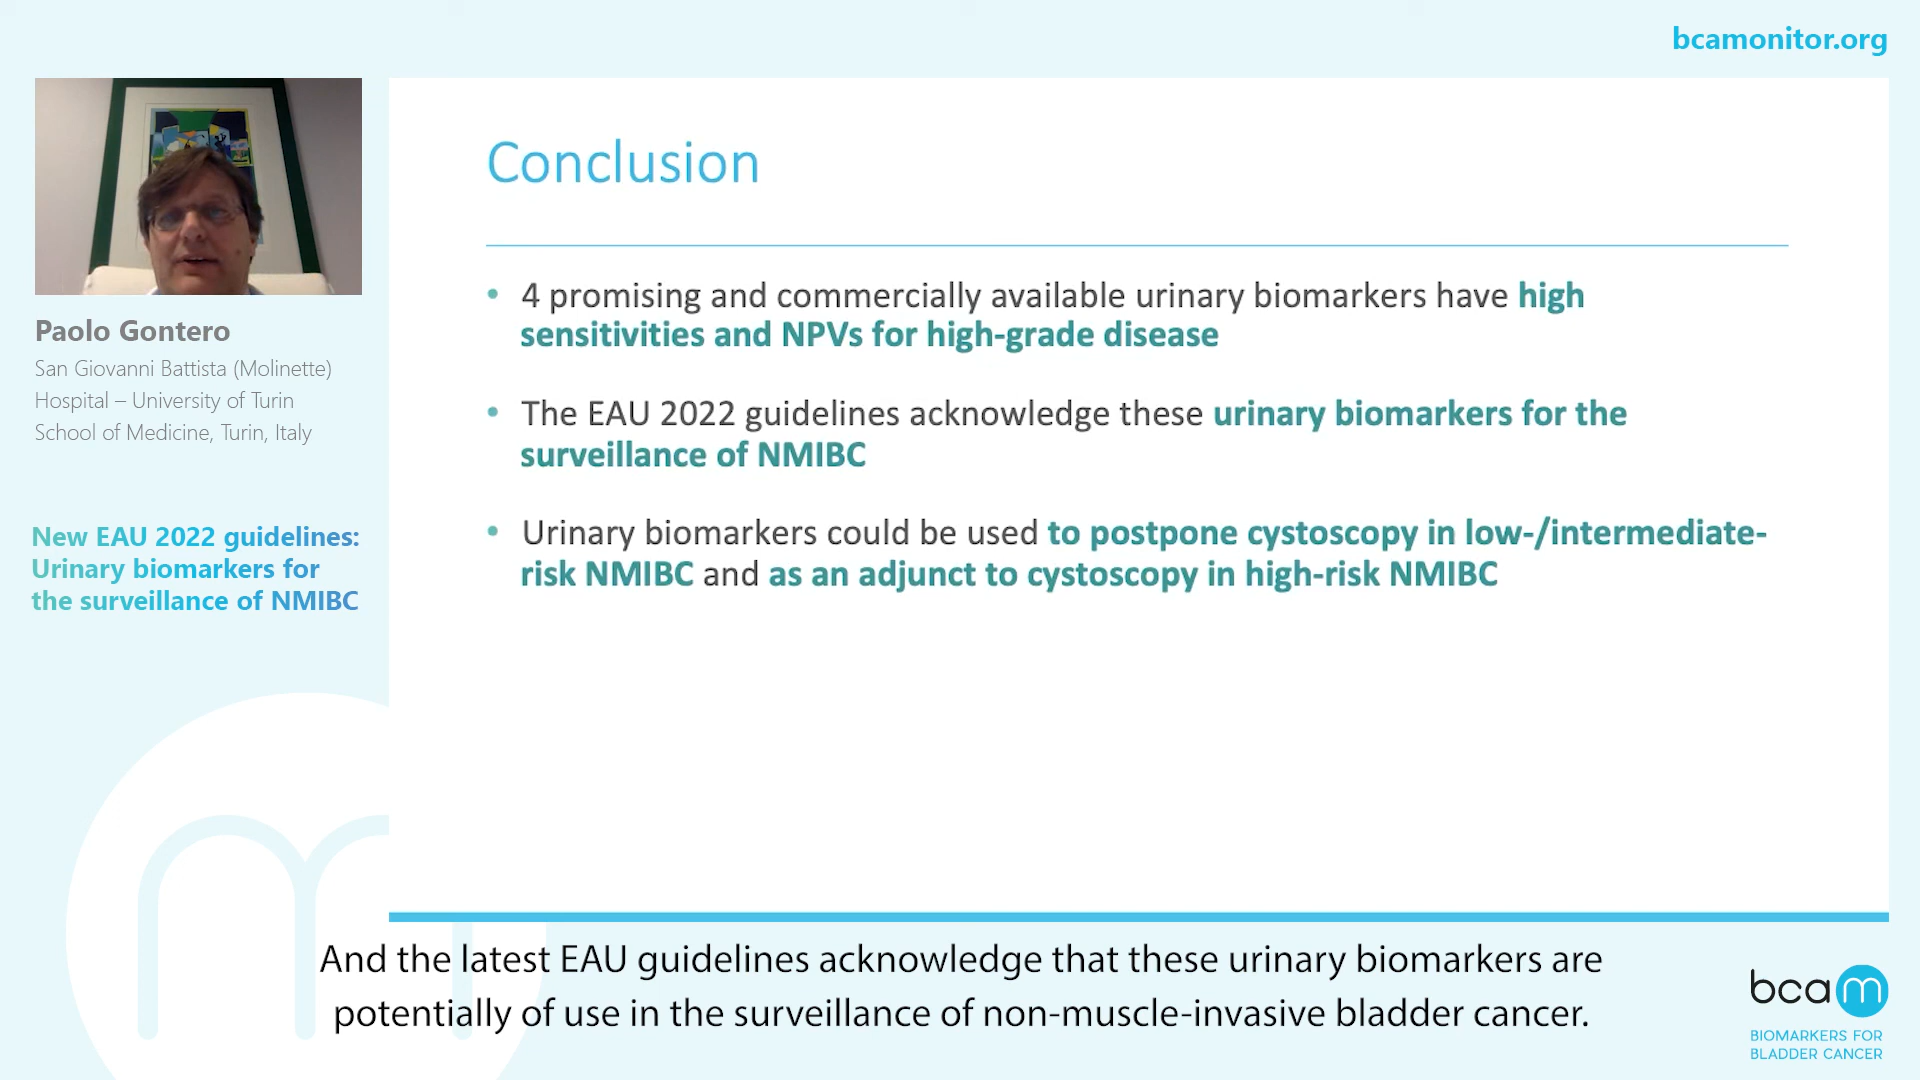 bcamonitor.org
Paolo Gontero
San Giovanni Battista (Molinette)
Hospital – University of Turin
School of Medicine, Turin, Italy
New EAU 2022 guidelines:
Urinary biomarkers for
the surveillance of NMIBC
Conclusion
• 4 promising and commercially available urinary biomarkers have high
sensitivities and NPVs for high-grade disease
• The EAU 2022 guidelines acknowledge these urinary biomarkers for the
surveillance of NMIBC
• Urinary biomarkers could be used to postpone cystoscopy in low-/intermediate-
risk NMIBC and as an adjunct to cystoscopy in high-risk NMIBC
And the latest EAU guidelines acknowledge that these urinary biomarkers are
potentially of use in the surveillance of non-muscle-invasive bladder cancer.
bcam
BIOMARKERS FOR
BLADDER CANCER